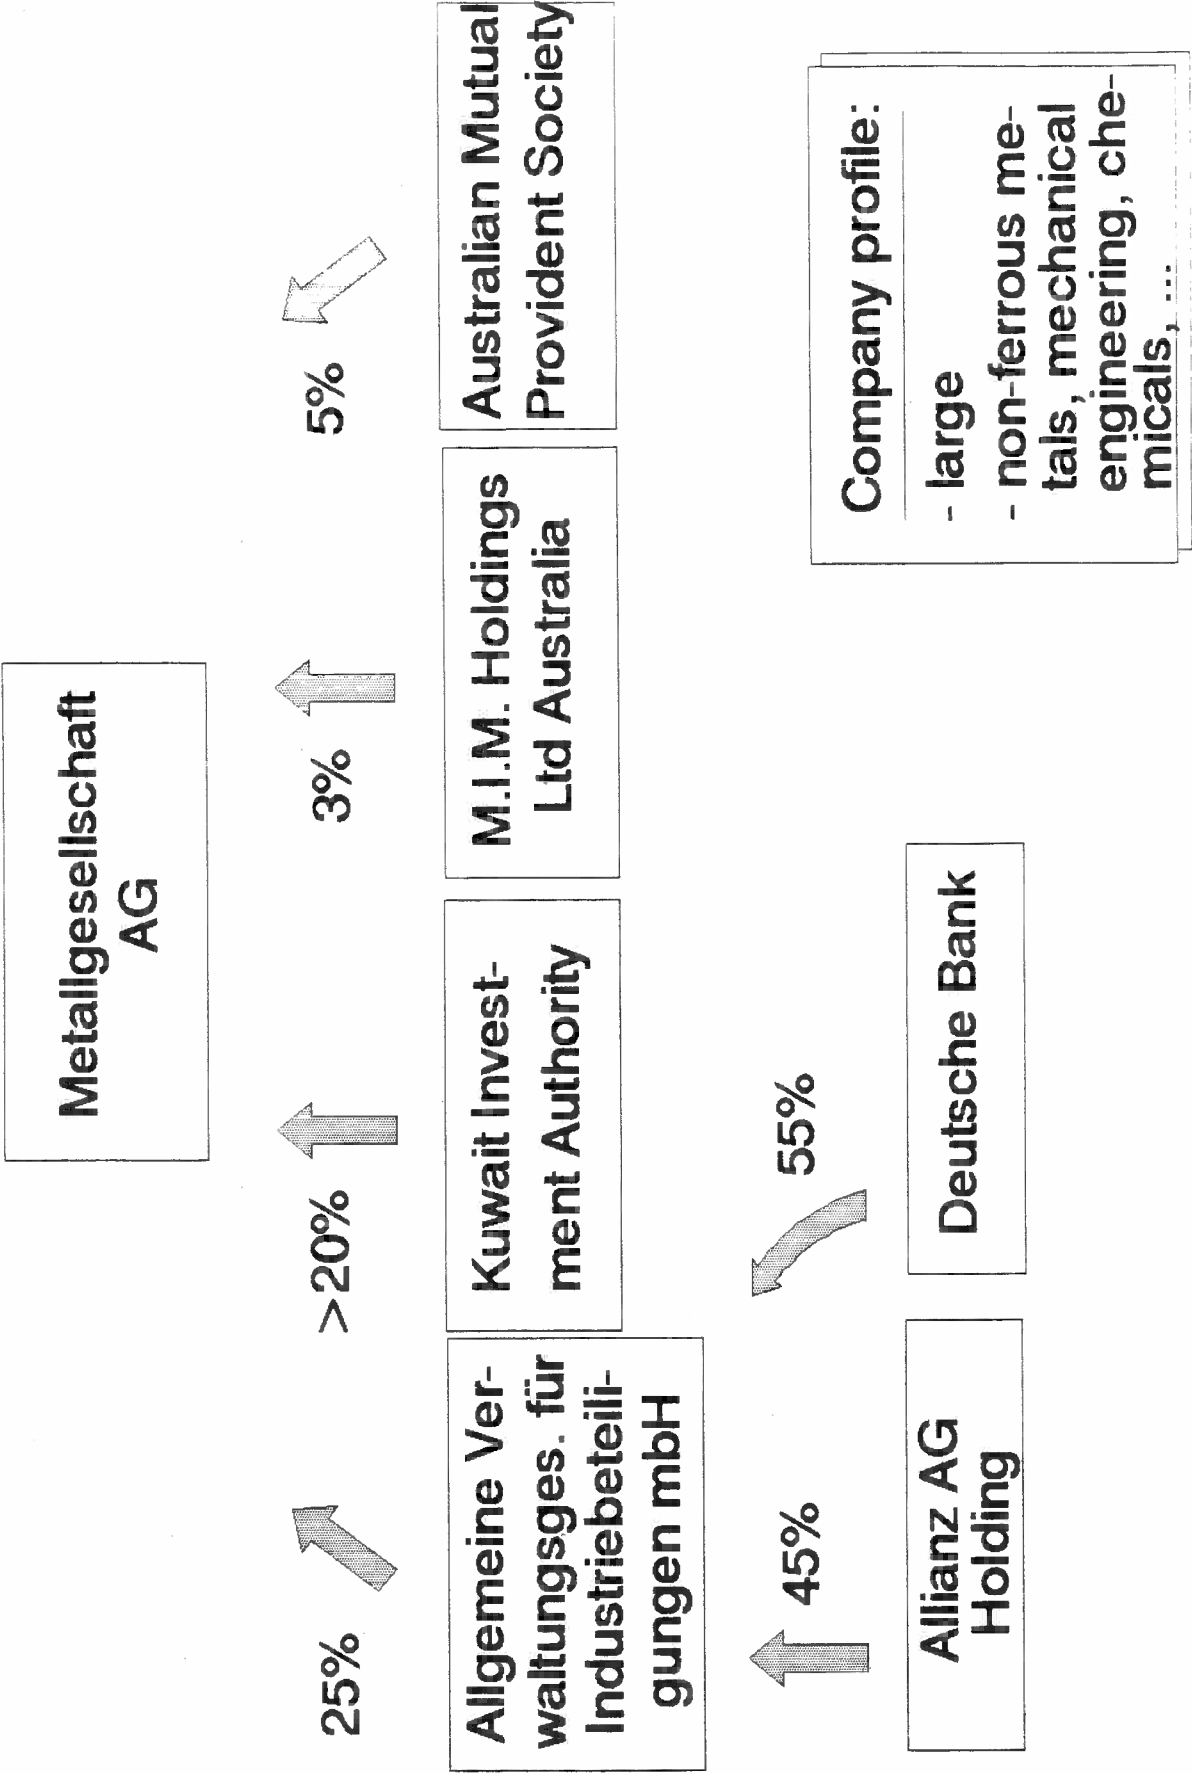 Metallgesellschaft
AG
25%
>20%
3%
5%
Allgemeine Ver-
waltungsges. für
Industriebeteili-
gungen mbH
Kuwait Invest-
ment Authority
M.I.M. Holdings
Ltd Australia
Australian Mutual
Provident Society
45%
55%
Allianz AG
Holding
Deutsche Bank
Company profile:
- large
- non-ferrous me-
tals, mechanical
engineering, che-
micals, ...